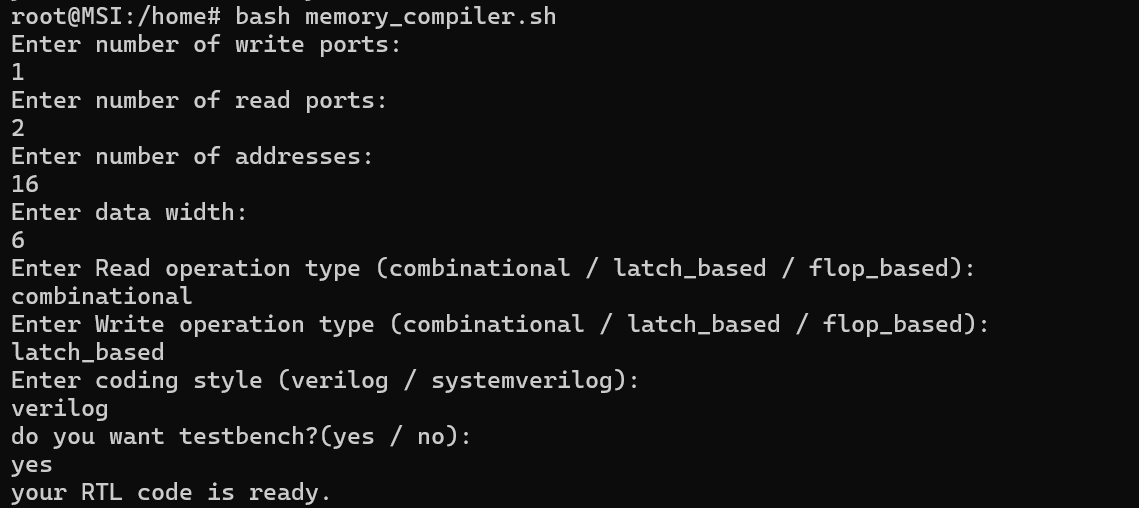 root@MSI:/home# bash memory_compiler.sh
Enter number of write ports:
1
Enter number of read ports:
2
Enter number of addresses:
16
Enter data width:
6
Enter Read operation type (combinational / latch_based / flop_based):
combinational
Enter Write operation type (combinational / latch_based / flop_based):
latch_based
Enter coding style (verilog / systemverilog):
verilog
do you want testbench?(yes / no):
yes
your RTL code is ready.